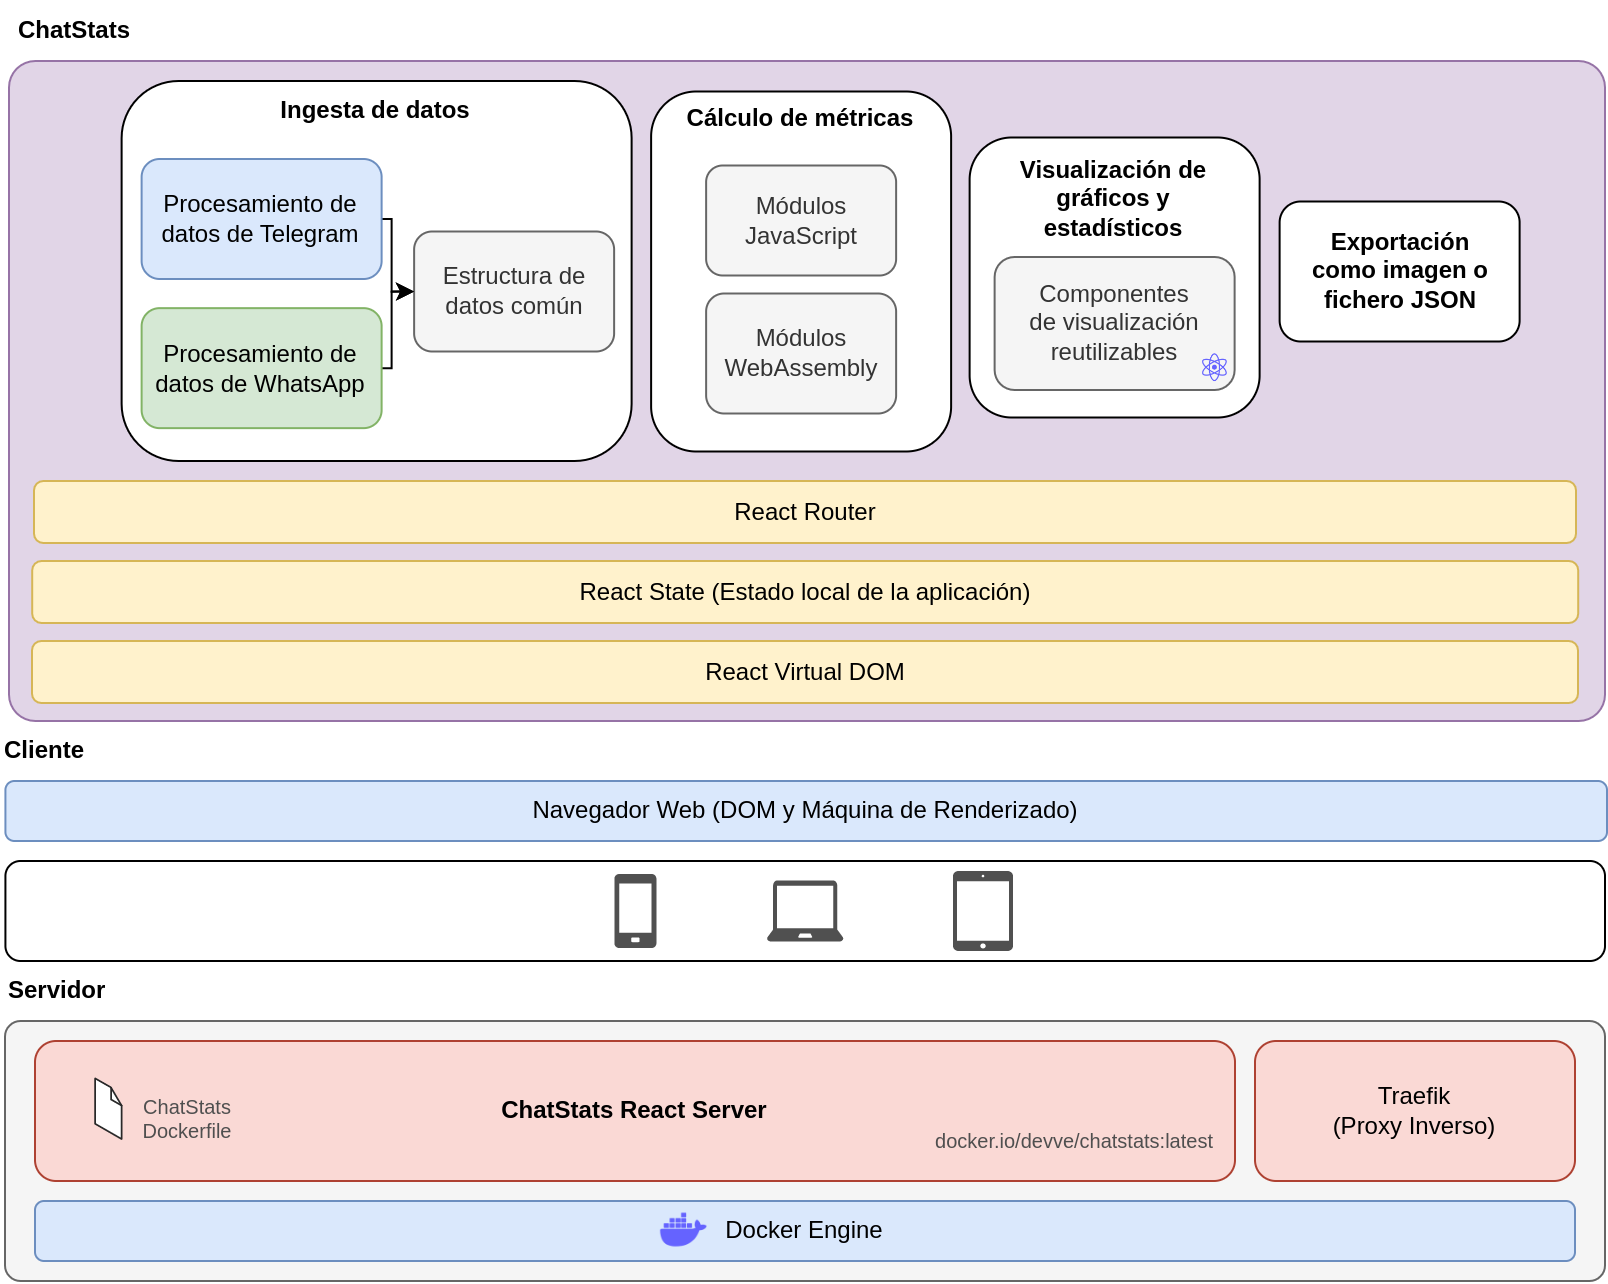 ChatStats
Ingesta de datos
Procesamiento de
datos de Telegram
Procesamiento de
datos de WhatsApp
Estructura de
datos común
Cálculo de métricas
Módulos
JavaScript
Módulos
WebAssembly
Visualización de
gráficos y
estadísticos
Componentes
de visualización
reutilizables
Exportación
como imagen o
fichero JSON
React Router
React State (Estado local de la aplicación)
React Virtual DOM
Cliente
Navegador Web (DOM y Máquina de Renderizado)
Servidor
ChatStats
Dockerfile
ChatStats React Server
docker.io/devve/chatstats:latest
Traefik
(Proxy Inverso)
Docker Engine